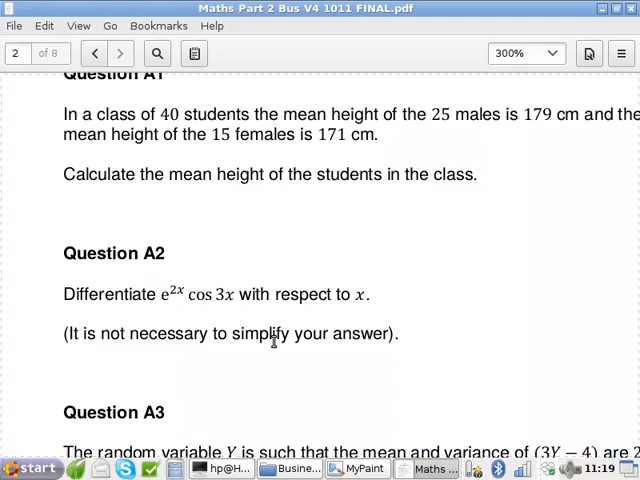 Maths Part 2 Bus V4 1011 FINAL.pdf
File Edit View Go Bookmarks Help
2 of 8 300%
Question A1
In a class of 40 students the mean height of the 25 males is 179 cm and the
mean height of the 15 females is 171 cm.
Calculate the mean height of the students in the class.
Question A2
Differentiate e^{2x} cos 3x with respect to x.
(It is not necessary to simplify your answer).
Question A3
The random variable Y is such that the mean and variance of (3Y − 4) are 2
start hp@H... Busine... MyPaint Maths ... 11:19